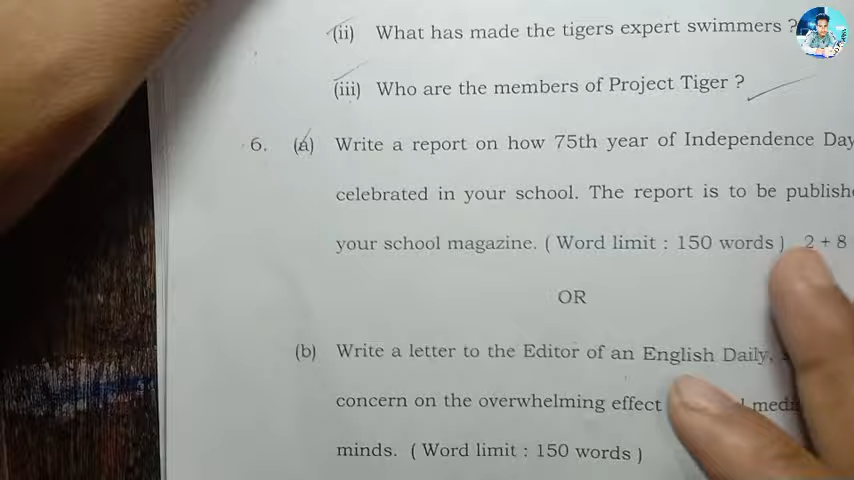 (ii) What has made the tigers expert swimmers ?
(iii) Who are the members of Project Tiger ?
6. (a) Write a report on how 75th year of Independence Day
celebrated in your school. The report is to be
your school magazine. ( Word limit : 150 words ) 2 + 8
OR
(b) Write a letter to the Editor of an English Daily,
concern on the overwhelming effect
minds. ( Word limit : 150 words )